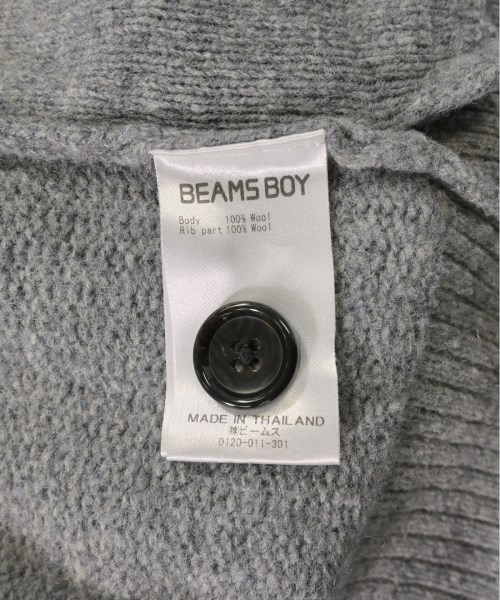 BEAMS BOY
Body 100% Wool
Rib part 100% Wool
MADE IN THAILAND
㈱ビームス
0120-011-301